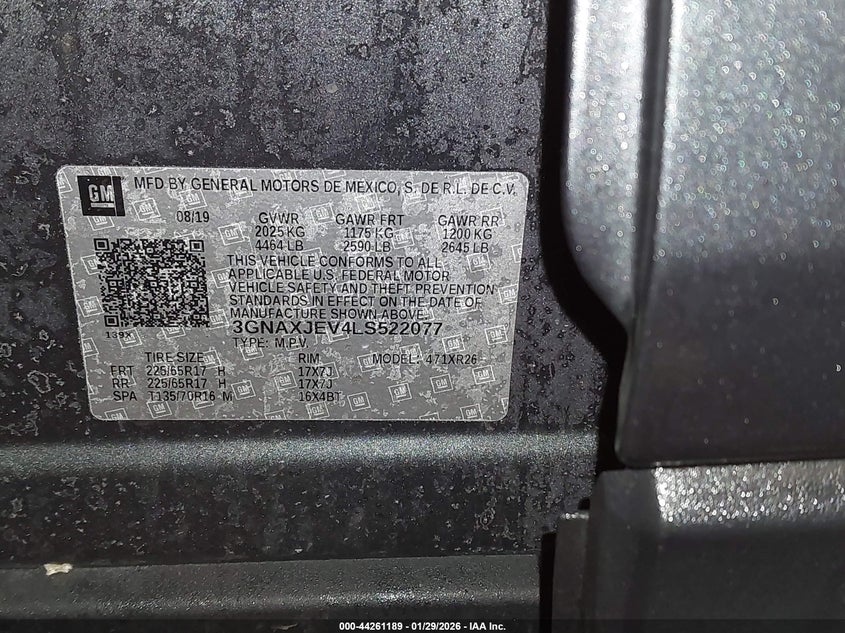 GM
MFD BY GENERAL MOTORS DE MEXICO, S. DE R.L. DE C.V.
08/19 GVWR GAWR FRT GAWR RR
2025 KG 1175 KG 1200 KG
4464 LB 2590 LB 2645 LB
THIS VEHICLE CONFORMS TO ALL
APPLICABLE U.S. FEDERAL MOTOR
VEHICLE SAFETY AND THEFT PREVENTION
STANDARDS IN EFFECT ON THE DATE OF
MANUFACTURE SHOWN ABOVE.
139X 3GNAXJEV4LS522077
TYPE: M.P.V.
TIRE SIZE RIM MODEL: 471XR26
FRT 225/65R17 H 17X7J
RR 225/65R17 H 17X7J
SPA T135/70R16 M 16X4BT
000-44261189 - 01/29/2026 - IAA Inc.